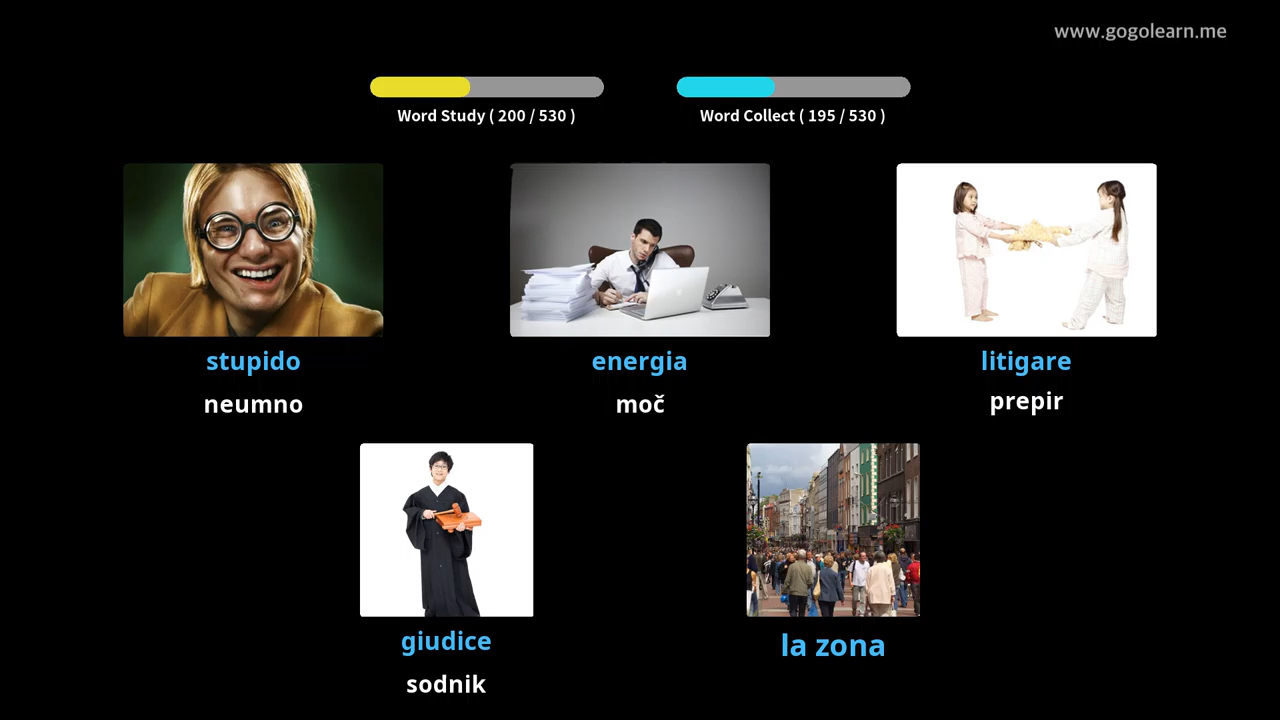 www.gogolearn.me
Word Study ( 200 / 530 )
Word Collect ( 195 / 530 )
stupido
neumno
energia
moč
litigare
prepir
giudice
sodnik
la zona